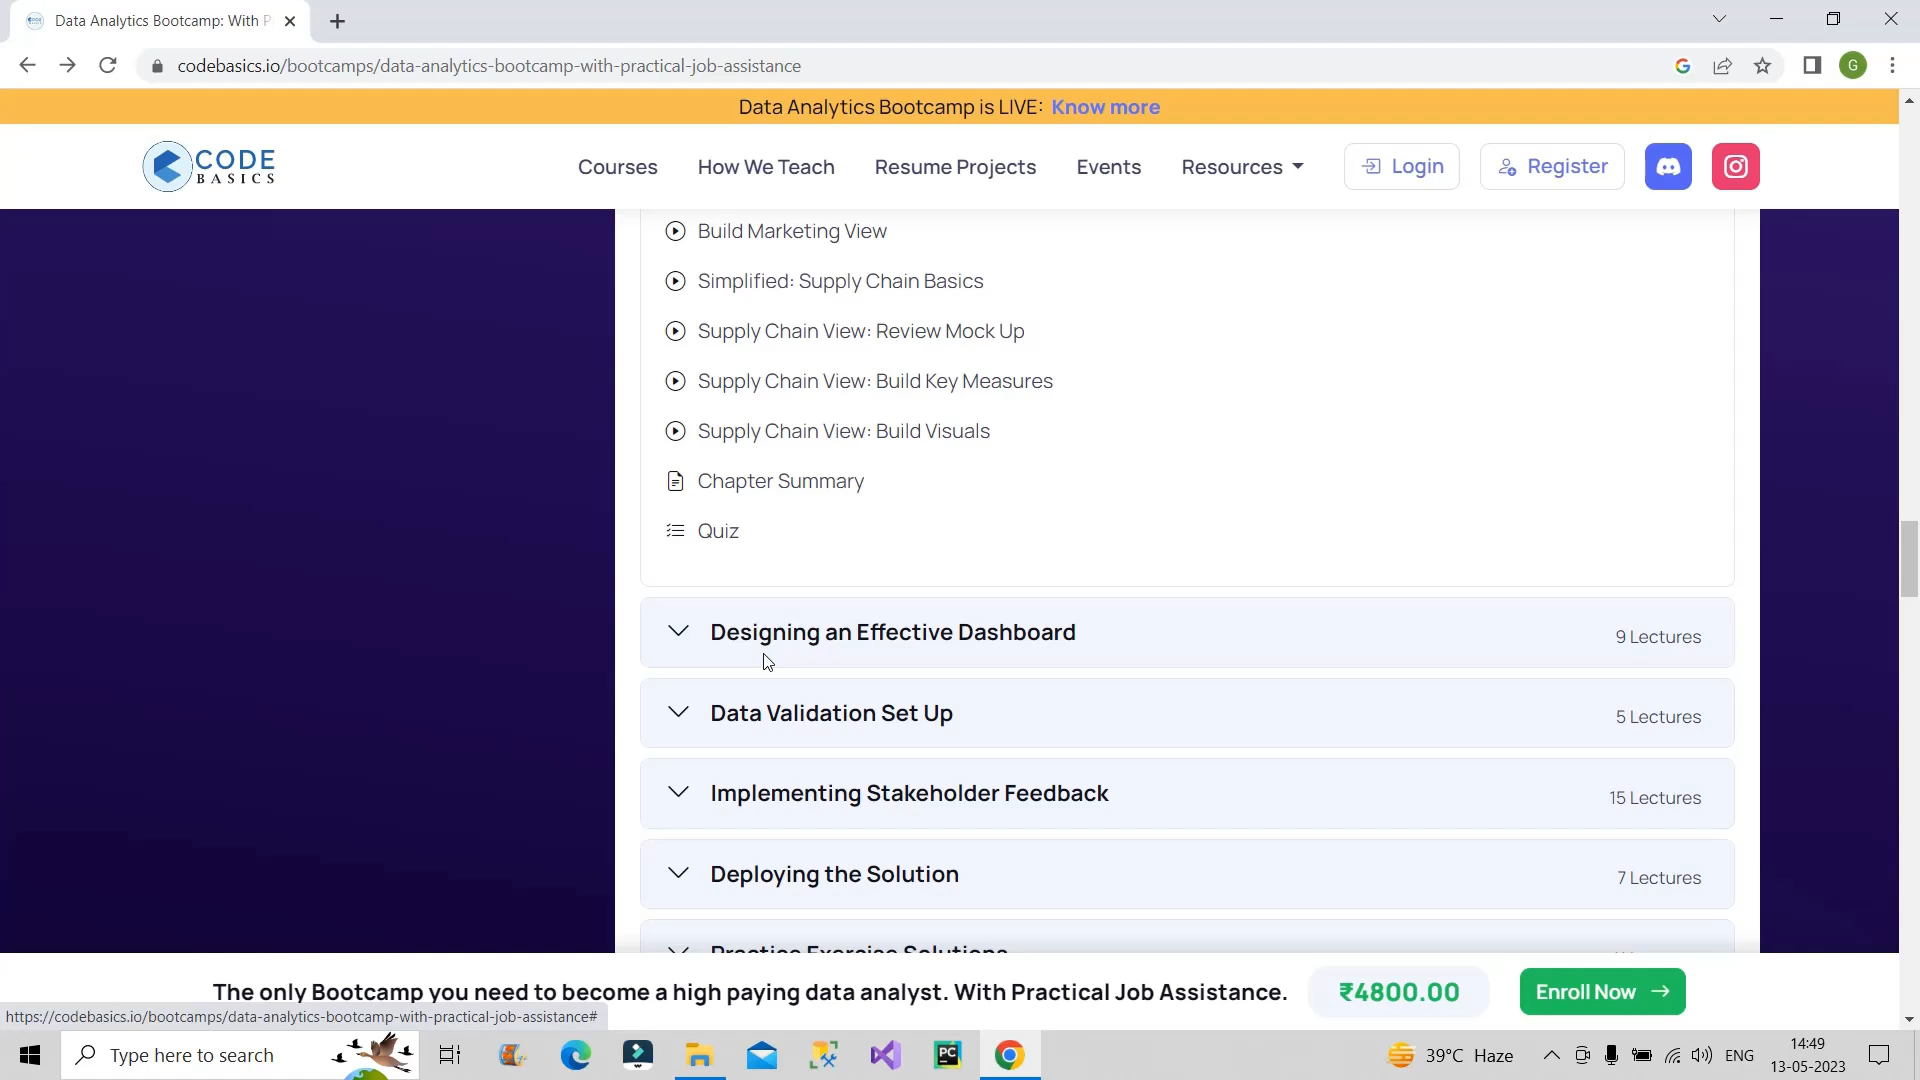 Data Analytics Bootcamp: With P
codebasics.io/bootcamps/data-analytics-bootcamp-with-practical-job-assistance
G
Data Analytics Bootcamp is LIVE: Know more
CODE
BASICS
Courses
How We Teach
Resume Projects
Events
Resources
Login
Register
Build Marketing View
Simplified: Supply Chain Basics
Supply Chain View: Review Mock Up
Supply Chain View: Build Key Measures
Supply Chain View: Build Visuals
Chapter Summary
Quiz
Designing an Effective Dashboard
9 Lectures
Data Validation Set Up
5 Lectures
Implementing Stakeholder Feedback
15 Lectures
Deploying the Solution
7 Lectures
Practice Exercise Solutions
The only Bootcamp you need to become a high paying data analyst. With Practical Job Assistance.
₹4800.00
Enroll Now
https://codebasics.io/bootcamps/data-analytics-bootcamp-with-practical-job-assistance#
Type here to search
PC
39°C Haze
ENG
14:49
13-05-2023